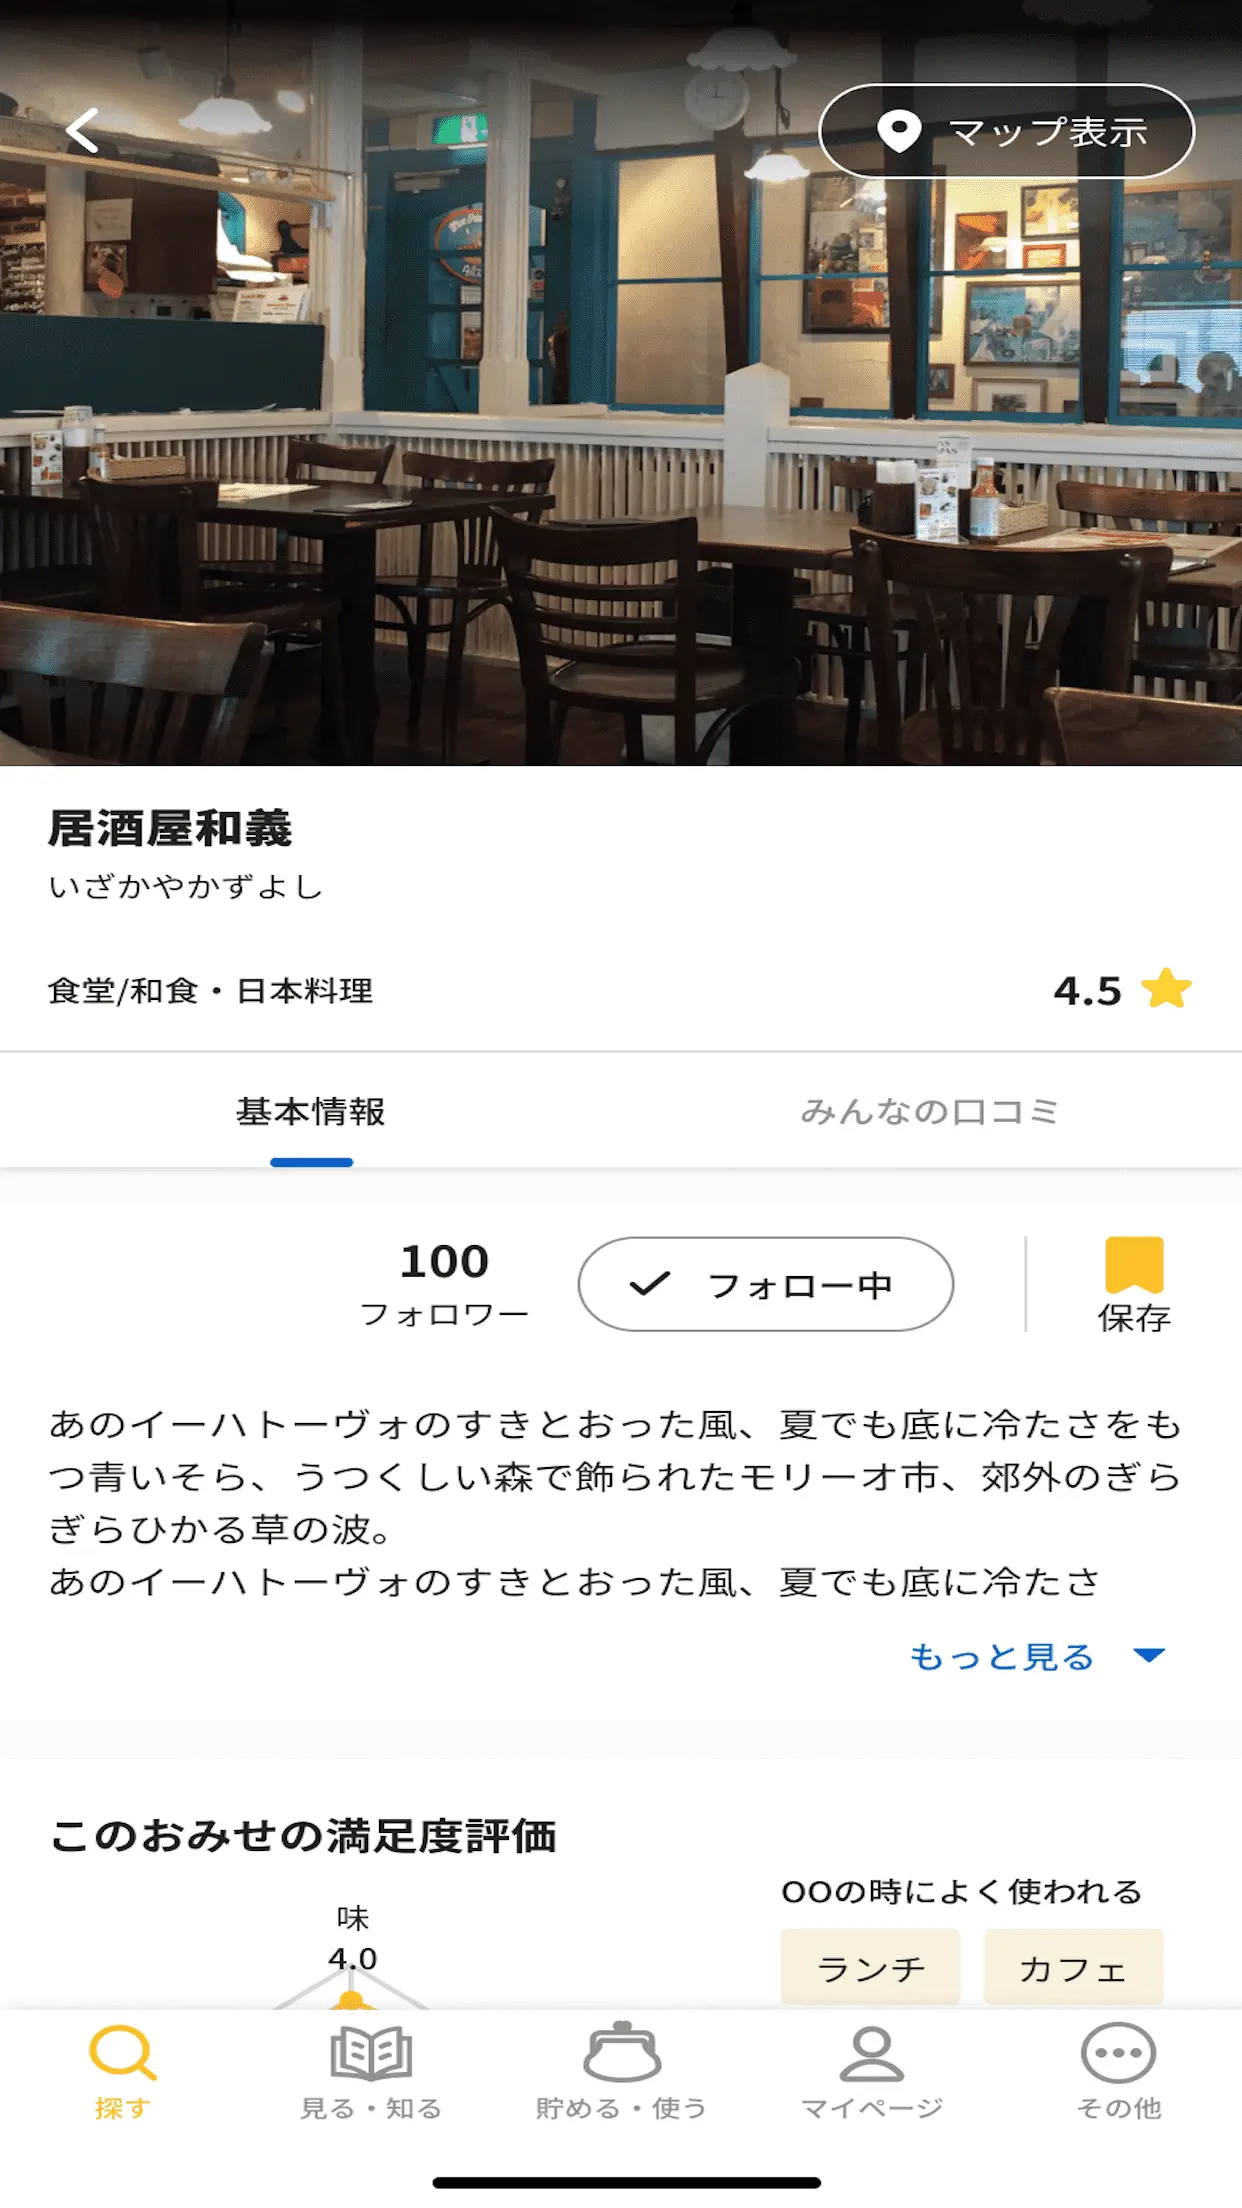 マップ表示
居酒屋和義
いざかやかずよし
食堂/和食・日本料理
4.5
基本情報
みんなの口コミ
100
フォロワー
フォロー中
保存
あのイーハトーヴォのすきとおった風、夏でも底に冷たさをも
つ青いそら、うつくしい森で飾られたモリーオ市、郊外のぎら
ぎらひかる草の波。
あのイーハトーヴォのすきとおった風、夏でも底に冷たさ
もっと見る
このおみせの満足度評価
味
4.0
OOの時によく使われる
ランチ
カフェ
探す
見る・知る
貯める・使う
マイページ
その他